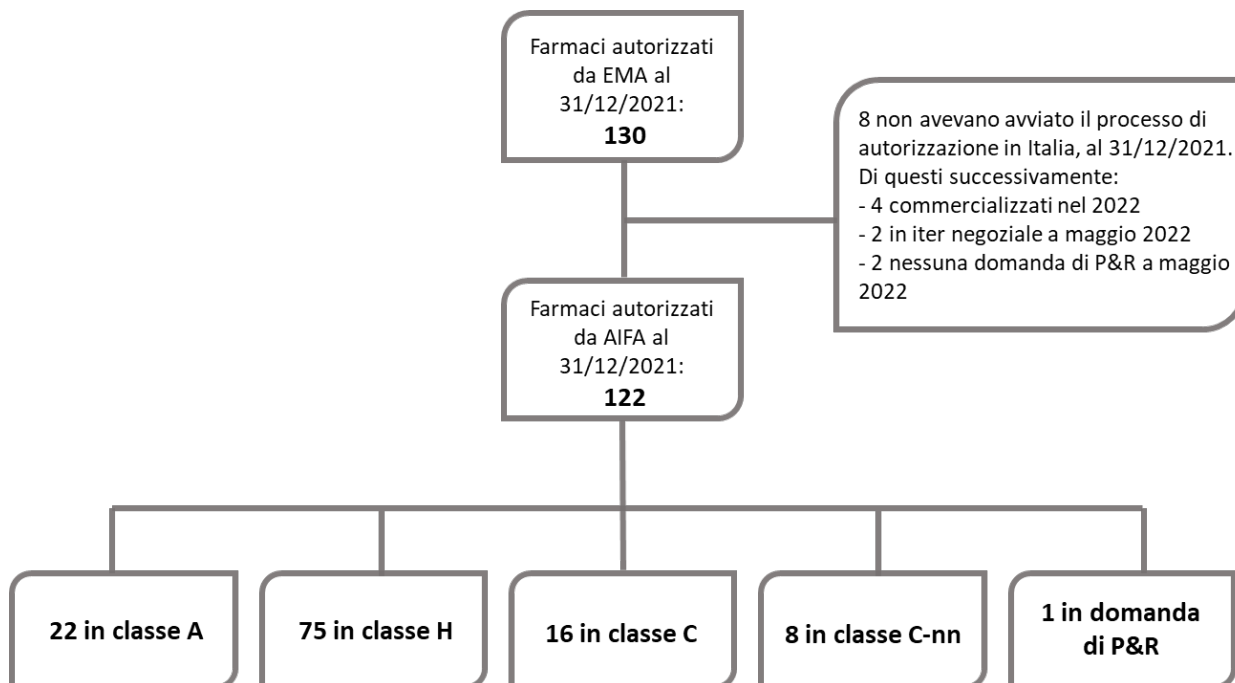 Farmaci autorizzati
da EMA al
31/12/2021:
130
8 non avevano avviato il processo di
autorizzazione in Italia, al 31/12/2021.
Di questi successivamente:
- 4 commercializzati nel 2022
- 2 in iter negoziale a maggio 2022
- 2 nessuna domanda di P&R a maggio
2022
Farmaci autorizzati
da AIFA al
31/12/2021:
122
22 in classe A
75 in classe H
16 in classe C
8 in classe C-nn
1 in domanda
di P&R